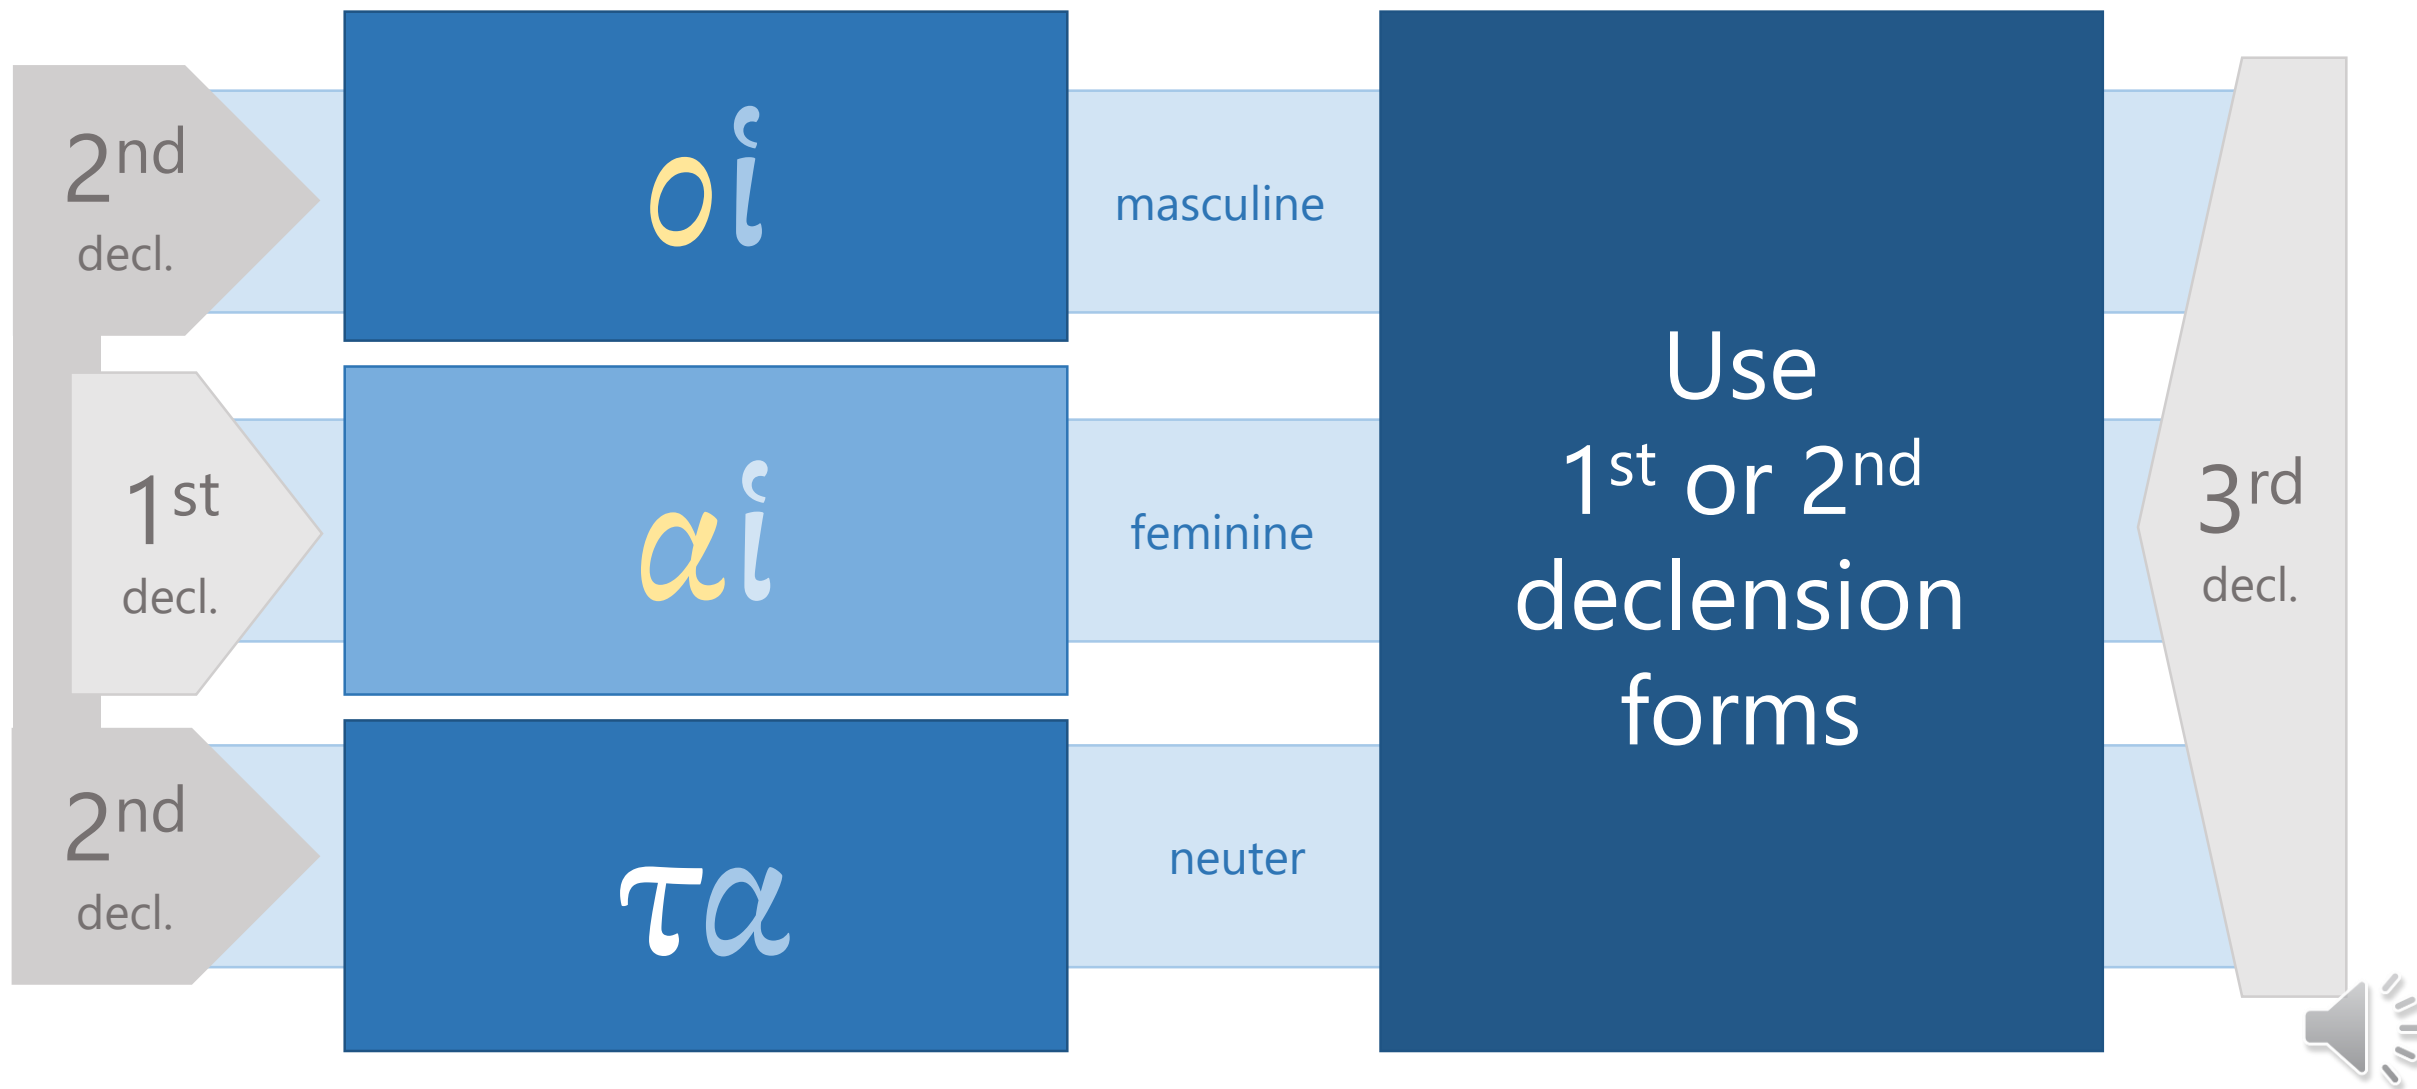 2nd
decl.
οἱ
masculine
1st
decl.
αἱ
feminine
2nd
decl.
τα
neuter
Use
1st or 2nd
declension
forms
3rd
decl.